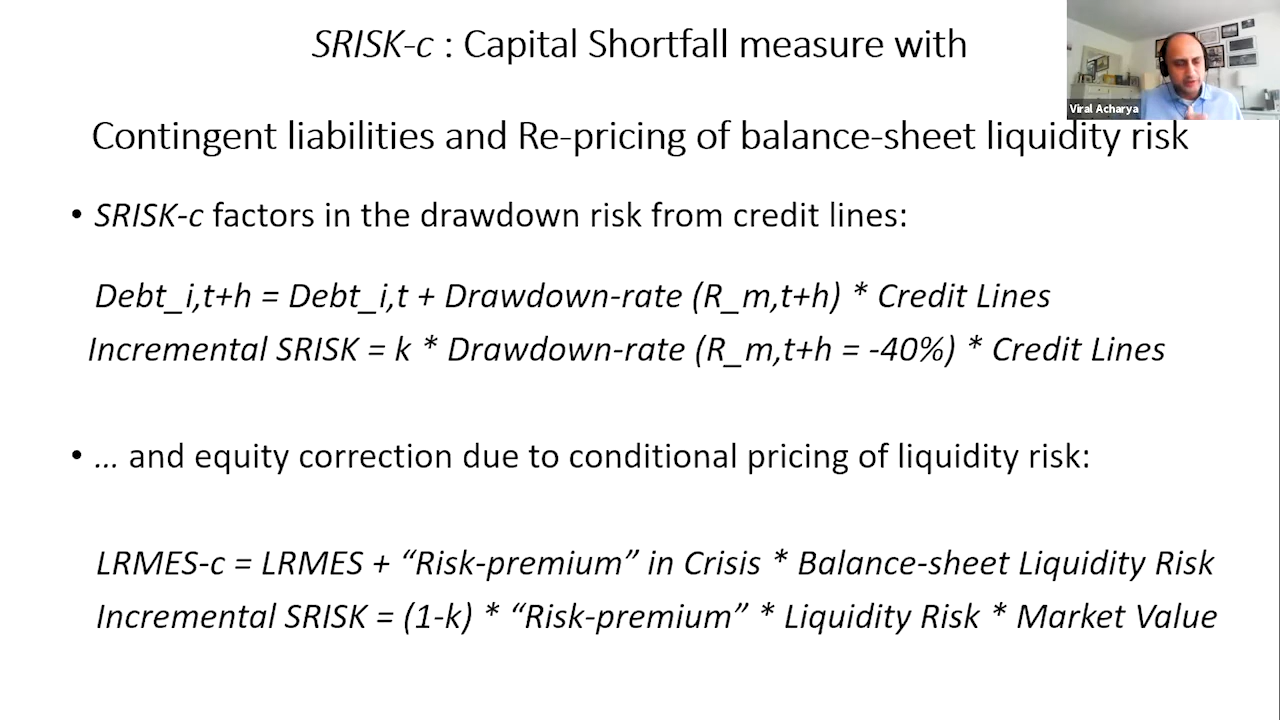 SRISK-c : Capital Shortfall measure with
Viral Acharya
Contingent liabilities and Re-pricing of balance-sheet liquidity risk
• SRISK-c factors in the drawdown risk from credit lines:
Debt_i,t+h = Debt_i,t + Drawdown-rate (R_m,t+h) * Credit Lines
Incremental SRISK = k * Drawdown-rate (R_m,t+h = -40%) * Credit Lines
• ... and equity correction due to conditional pricing of liquidity risk:
LRMES-c = LRMES + “Risk-premium” in Crisis * Balance-sheet Liquidity Risk
Incremental SRISK = (1-k) * “Risk-premium” * Liquidity Risk * Market Value